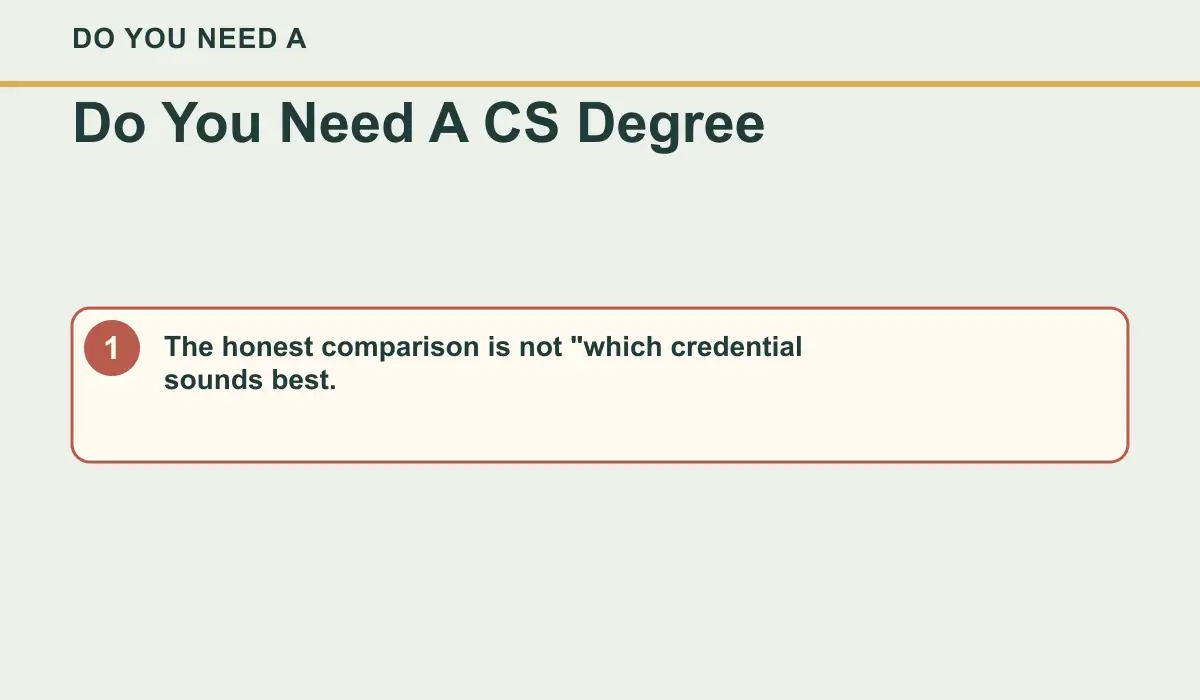 DO YOU NEED A
Do You Need A CS Degree
1
The honest comparison is not "which credential
sounds best.